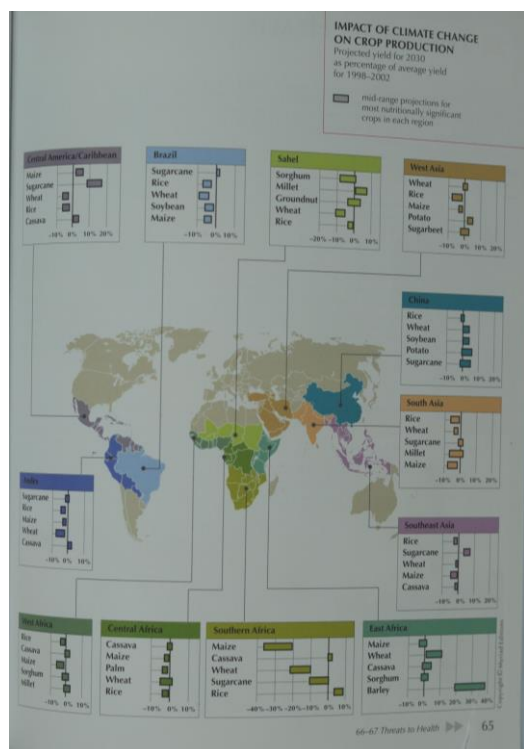 IMPACT OF CLIMATE CHANGE
ON CROP PRODUCTION
Projected yield for 2030
as percentage of average yield
for 1998–2002
mid-range projections for
most nutritionally significant
crops in each region
Central America/Caribbean
Maize
Sugarcane
Wheat
Rice
Cosava
-10% 0% 10% 20%
Brazil
Sugarcane
Rice
Wheat
Soybean
Maize
-10% 0% 10%
Sahel
Sorghum
Millet
Groundnut
Wheat
Rice
-20% -10% 0% 10%
West Asia
Wheat
Rice
Maize
Potato
Sugarbeet
-10% 0% 10% 20%
China
Rice
Wheat
Soybean
Potato
Sugarcane
-10% 0% 10% 20%
South Asia
Rice
Wheat
Sugarcane
Millet
Maize
-10% 0% 10% 20%
Sugarcane
Rice
Maize
Wheat
Cosava
-10% 0% 10%
Southeast Asia
Rice
Sugarcane
Wheat
Maize
Cassava
-10% 0% 10% 20%
West Africa
Rice
Cosava
Maize
Sorghum
Millet
-10% 0% 10%
Central Africa
Cassava
Maize
Palm
Wheat
Rice
0%
Southern Africa
Maize
Cassava
Wheat
Sugarcane
Rice
-40% -30% -20% -10% 0% 10%
East Africa
Maize
Wheat
Cassava
Sorghum
Barley
0% 10% 20% 30% 40%
Copyright © Myriad Editions
66–67 Threats to Health 65